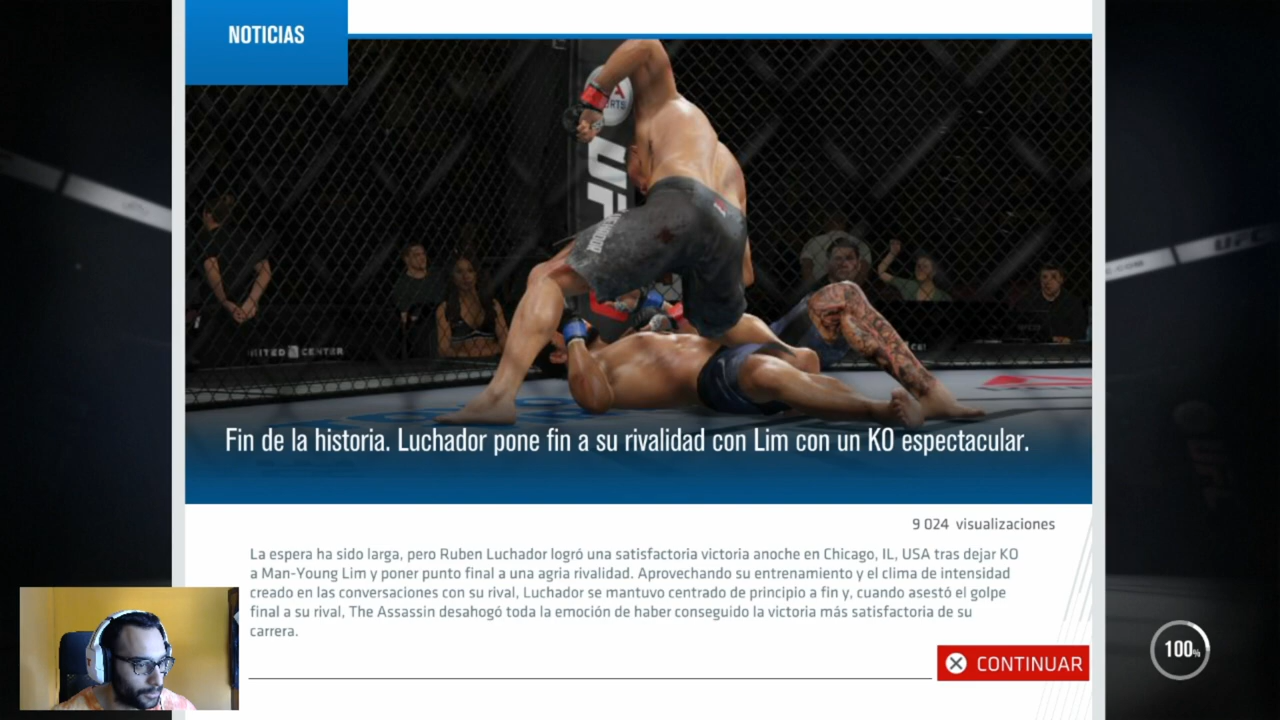 NOTICIAS
UFC
UNITED CENTER
Fin de la historia. Luchador pone fin a su rivalidad con Lim con un KO espectacular.
9 024 visualizaciones
La espera ha sido larga, pero Ruben Luchador logró una satisfactoria victoria anoche en Chicago, IL, USA tras dejar KO
a Man-Young Lim y poner punto final a una agria rivalidad. Aprovechando su entrenamiento y el clima de intensidad
creado en las conversaciones con su rival, Luchador se mantuvo centrado de principio a fin y, cuando asestó el golpe
final a su rival, The Assassin desahogó toda la emoción de haber conseguido la victoria más satisfactoria de su
carrera.
CONTINUAR
100%